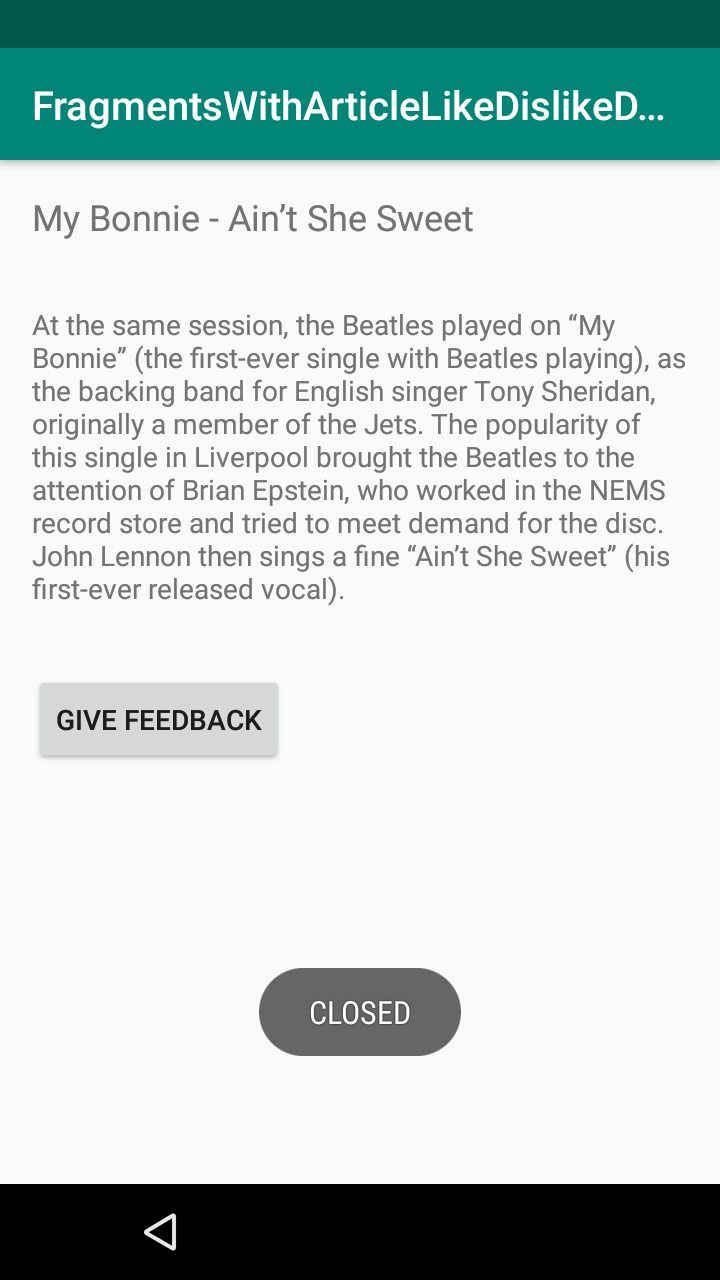 FragmentsWithArticleLikeDislikeD...
My Bonnie - Ain’t She Sweet
At the same session, the Beatles played on “My
Bonnie” (the first-ever single with Beatles playing), as
the backing band for English singer Tony Sheridan,
originally a member of the Jets. The popularity of
this single in Liverpool brought the Beatles to the
attention of Brian Epstein, who worked in the NEMS
record store and tried to meet demand for the disc.
John Lennon then sings a fine “Ain’t She Sweet” (his
first-ever released vocal).
GIVE FEEDBACK
CLOSED